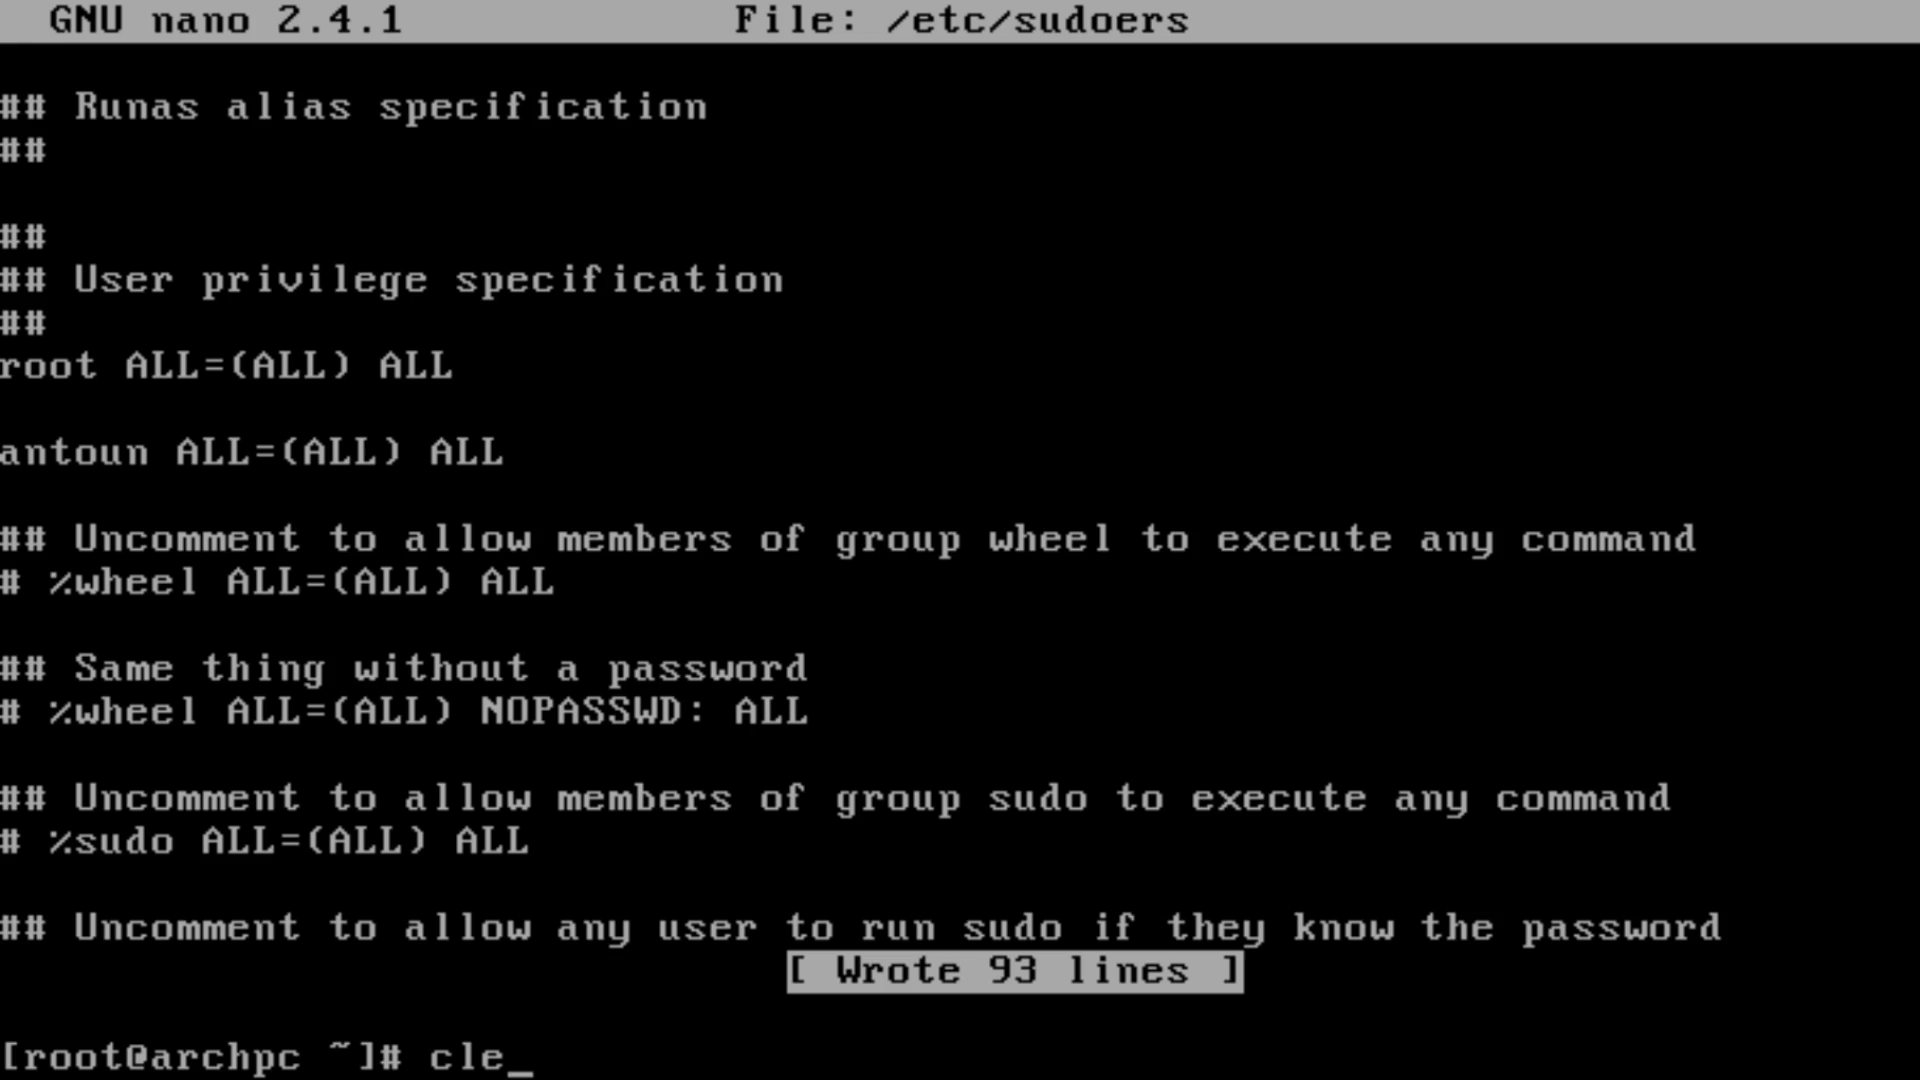 GNU nano 2.4.1 File: /etc/sudoers
## Runas alias specification
##
##
## User privilege specification
##
root ALL=(ALL) ALL
antoun ALL=(ALL) ALL
## Uncomment to allow members of group wheel to execute any command
# %wheel ALL=(ALL) ALL
## Same thing without a password
# %wheel ALL=(ALL) NOPASSWD: ALL
## Uncomment to allow members of group sudo to execute any command
# %sudo ALL=(ALL) ALL
## Uncomment to allow any user to run sudo if they know the password
[ Wrote 93 lines ]
[root@archpc ~]# cle_